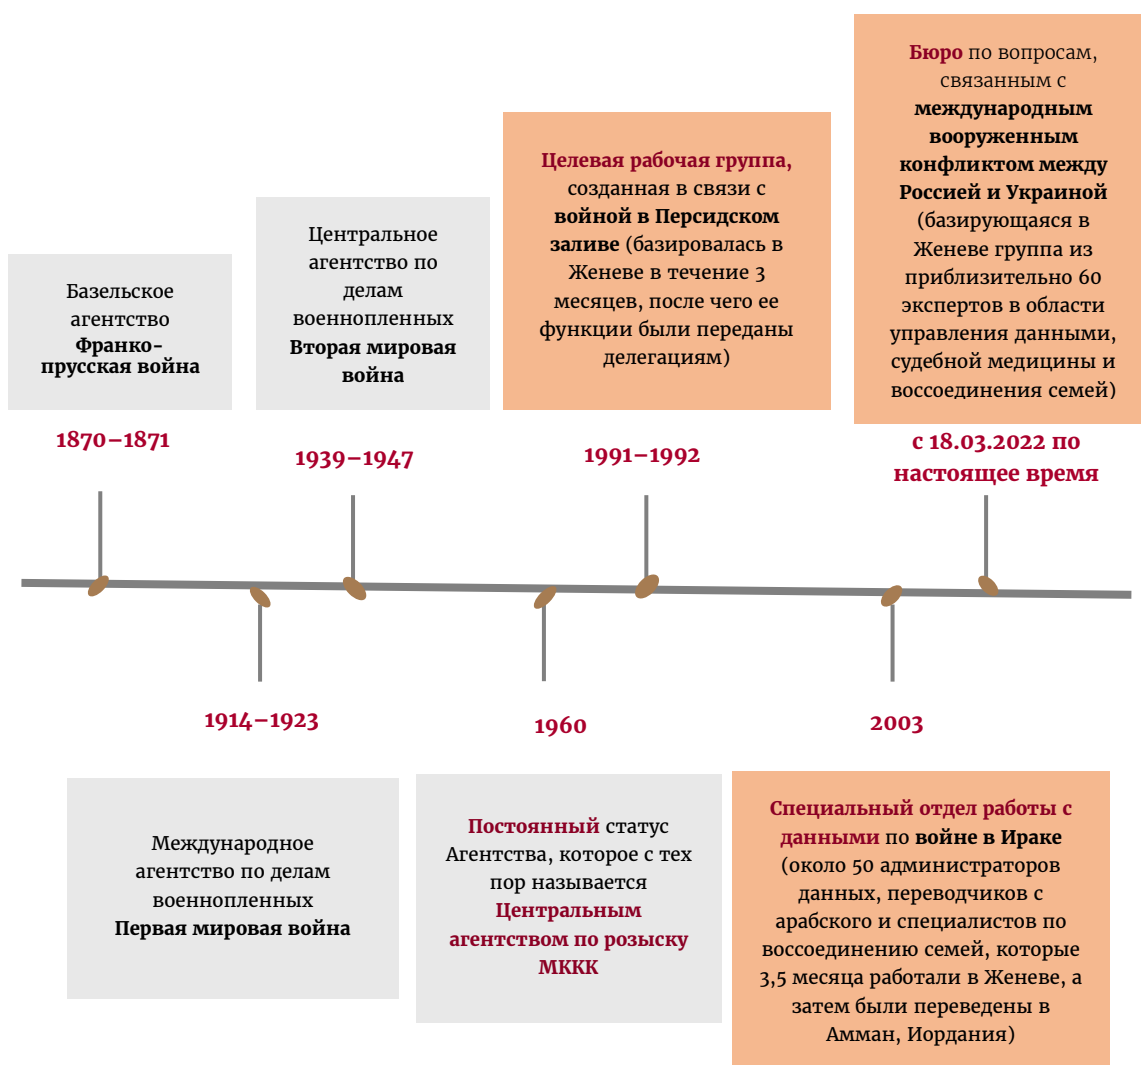 Базельское
агентство
Франко-
прусская война
1870–1871
Центральное
агентство по
делам
военнопленных
Вторая мировая
война
1939–1947
Целевая рабочая группа,
созданная в связи с
войной в Персидском
заливе (базировалась в
Женеве в течение 3
месяцев, после чего ее
функции были переданы
делегациям)
1991–1992
Бюро по вопросам,
связанным с
международным
вооруженным
конфликтом между
Россией и Украиной
(базирующаяся в
Женеве группа из
приблизительно 60
экспертов в области
управления данными,
судебной медицины и
воссоединения семей)
с 18.03.2022 по
настоящее время
1914–1923
Международное
агентство по делам
военнопленных
Первая мировая война
1960
Постоянный статус
Агентства, которое с тех
пор называется
Центральным
агентством по розыску
МККК
2003
Специальный отдел работы с
данными по войне в Ираке
(около 50 администраторов
данных, переводчиков с
арабского и специалистов по
воссоединению семей, которые
3,5 месяца работали в Женеве, а
затем были переведены в
Амман, Иордания)